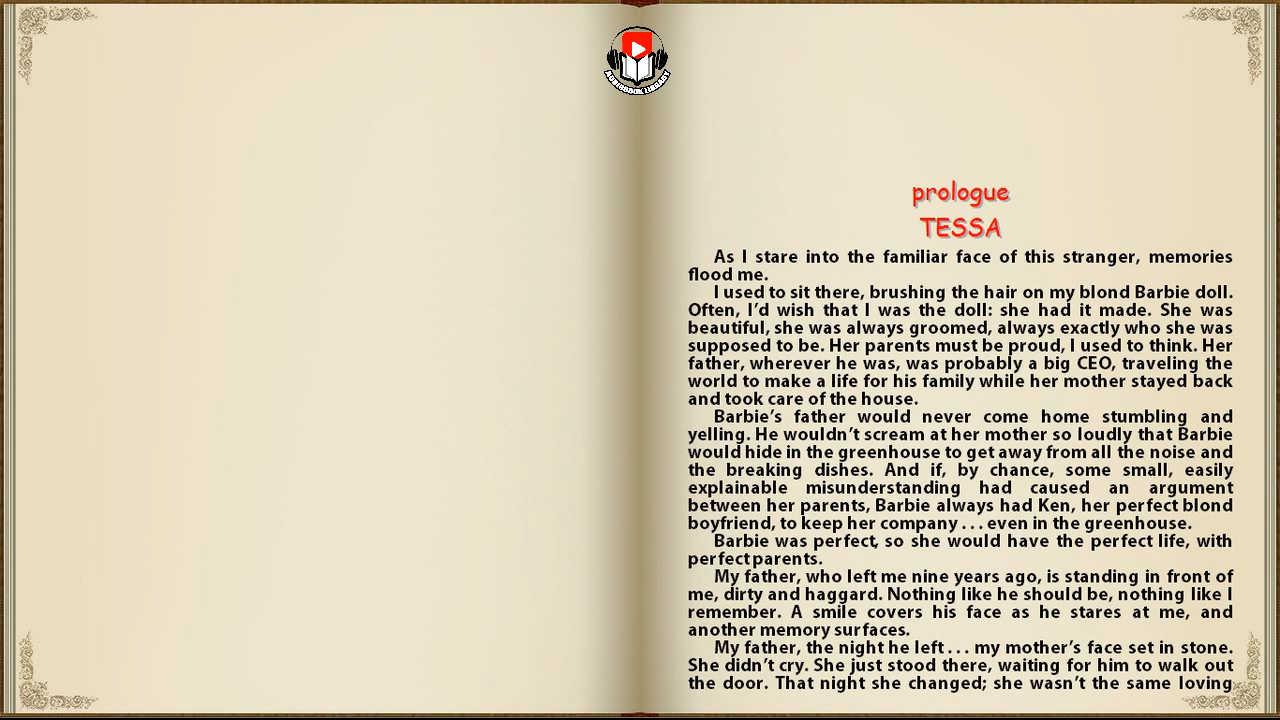 AUDIOBOOK LIBRARY
prologue
TESSA
As I stare into the familiar face of this stranger, memories
flood me.
I used to sit there, brushing the hair on my blond Barbie doll.
Often, I’d wish that I was the doll: she had it made. She was
beautiful, she was always groomed, always exactly who she was
supposed to be. Her parents must be proud, I used to think. Her
father, wherever he was, was probably a big CEO, traveling the
world to make a life for his family while her mother stayed back
and took care of the house.
Barbie’s father would never come home stumbling and
yelling. He wouldn’t scream at her mother so loudly that Barbie
would hide in the greenhouse to get away from all the noise and
the breaking dishes. And if, by chance, some small, easily
explainable misunderstanding had caused an argument
between her parents, Barbie always had Ken, her perfect blond
boyfriend, to keep her company . . . even in the greenhouse.
Barbie was perfect, so she would have the perfect life, with
perfect parents.
My father, who left me nine years ago, is standing in front of
me, dirty and haggard. Nothing like he should be, nothing like I
remember. A smile covers his face as he stares at me, and
another memory surfaces.
My father, the night he left . . . my mother’s face set in stone.
She didn’t cry. She just stood there, waiting for him to walk out
the door. That night she changed; she wasn’t the same loving